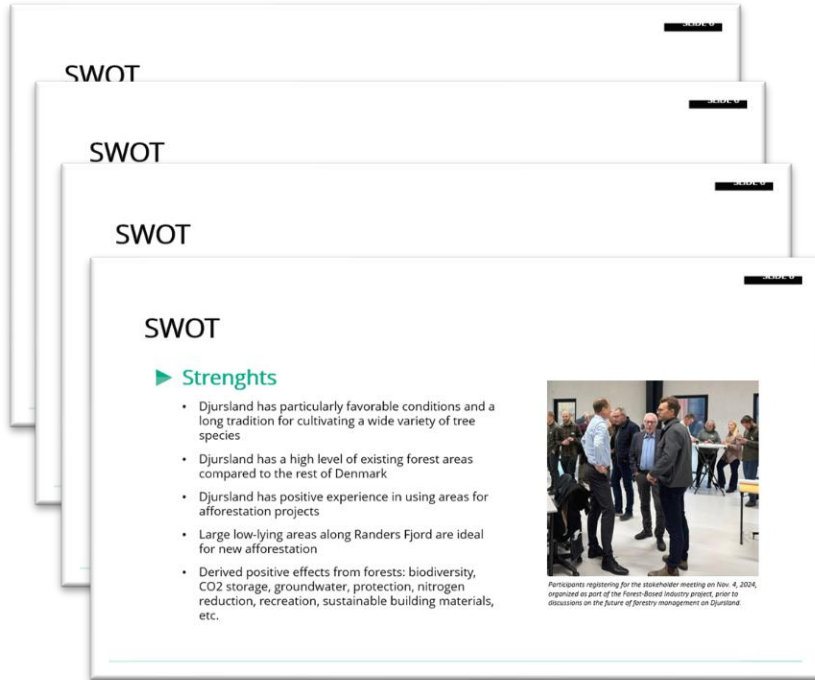 SWOT
SWOT
SWOT
SWOT
Strenghts
• Djursland has particularly favorable conditions and a
long tradition for cultivating a wide variety of tree
species
• Djursland has a high level of existing forest areas
compared to the rest of Denmark
• Djursland has positive experience in using areas for
afforestation projects
• Large low-lying areas along Randers Fjord are ideal
for new afforestation
• Derived positive effects from forests: biodiversity,
CO2 storage, groundwater, protection, nitrogen
reduction, recreation, sustainable building materials,
etc.
Participants registering for the stakeholder meeting on Nov. 4, 2024,
organized as part of the Forest-Based Industry project, prior to
discussions on the future of forestry management on Djursland.